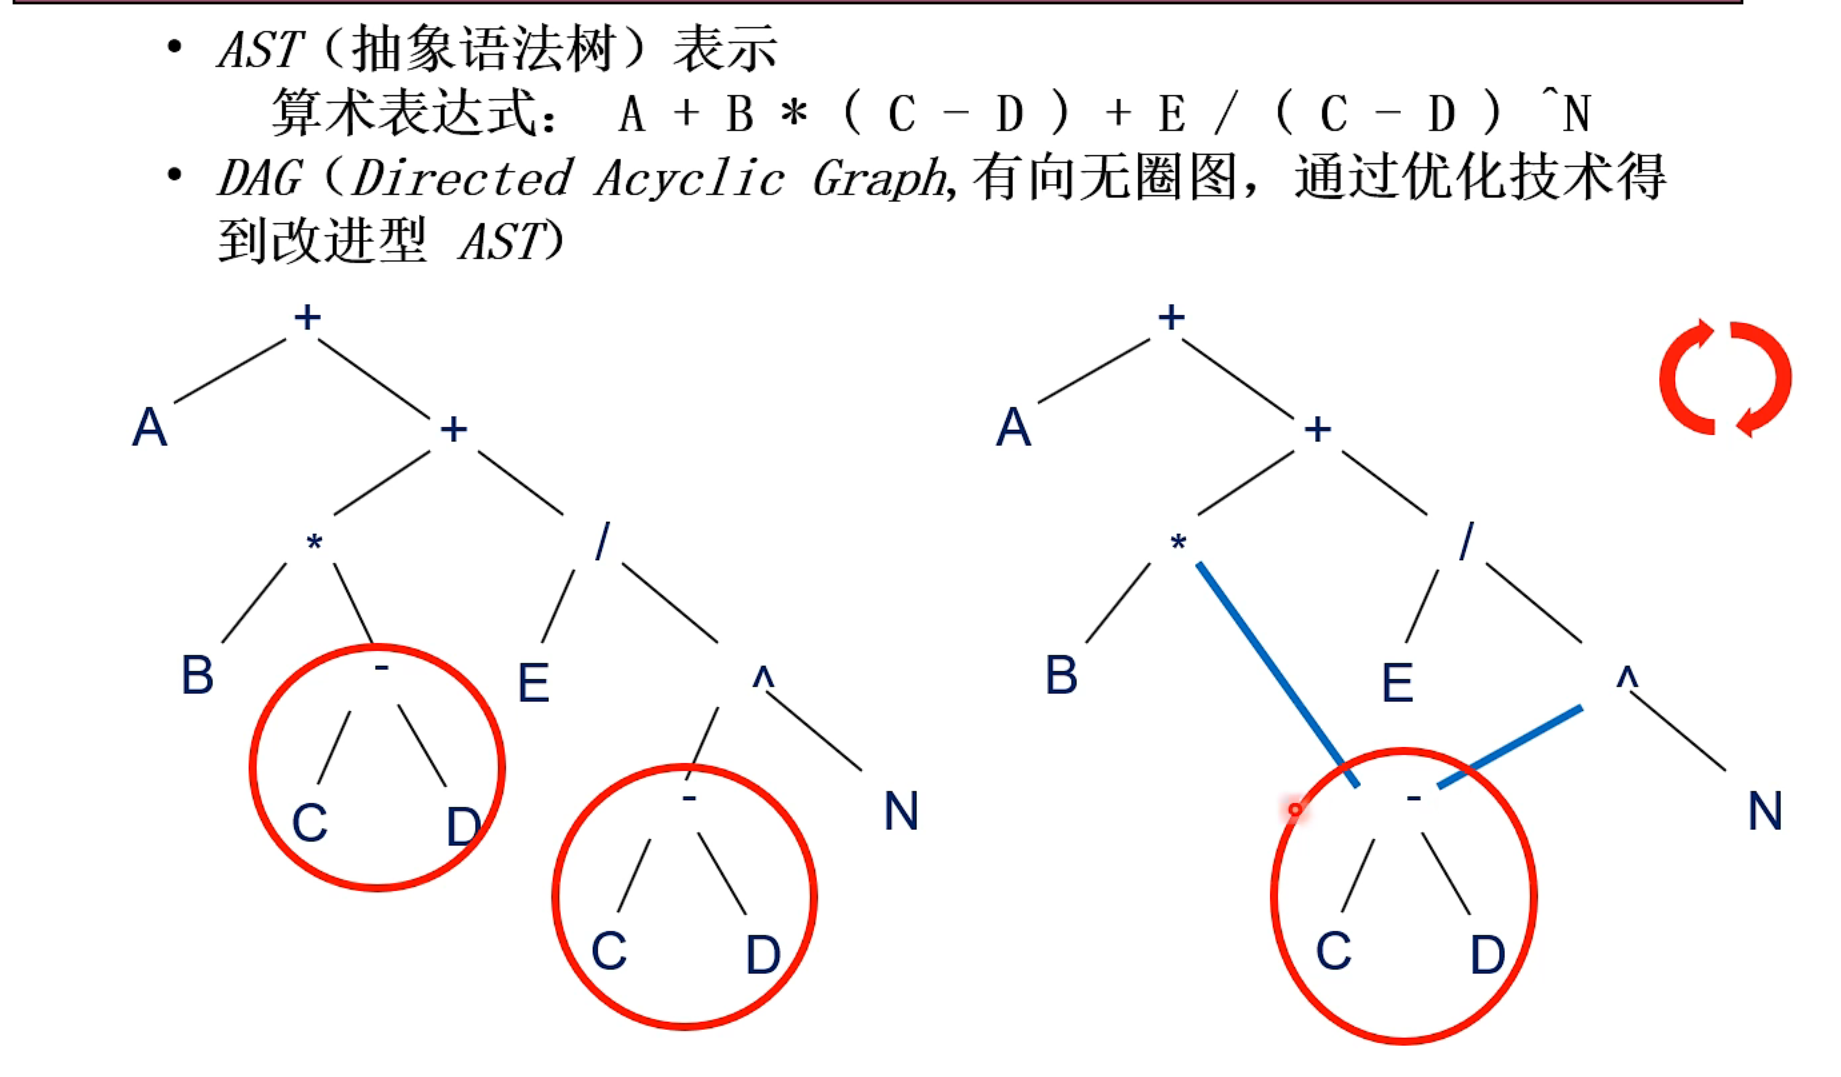 • AST（抽象语法树）表示
算术表达式： A + B * ( C - D ) + E / ( C - D ) ^N
• DAG（Directed Acyclic Graph,有向无圈图，通过优化技术得
到改进型 AST）
+ +
A + A +
* / * /
B - E ^ B E ^
C D - N - N
C D C D